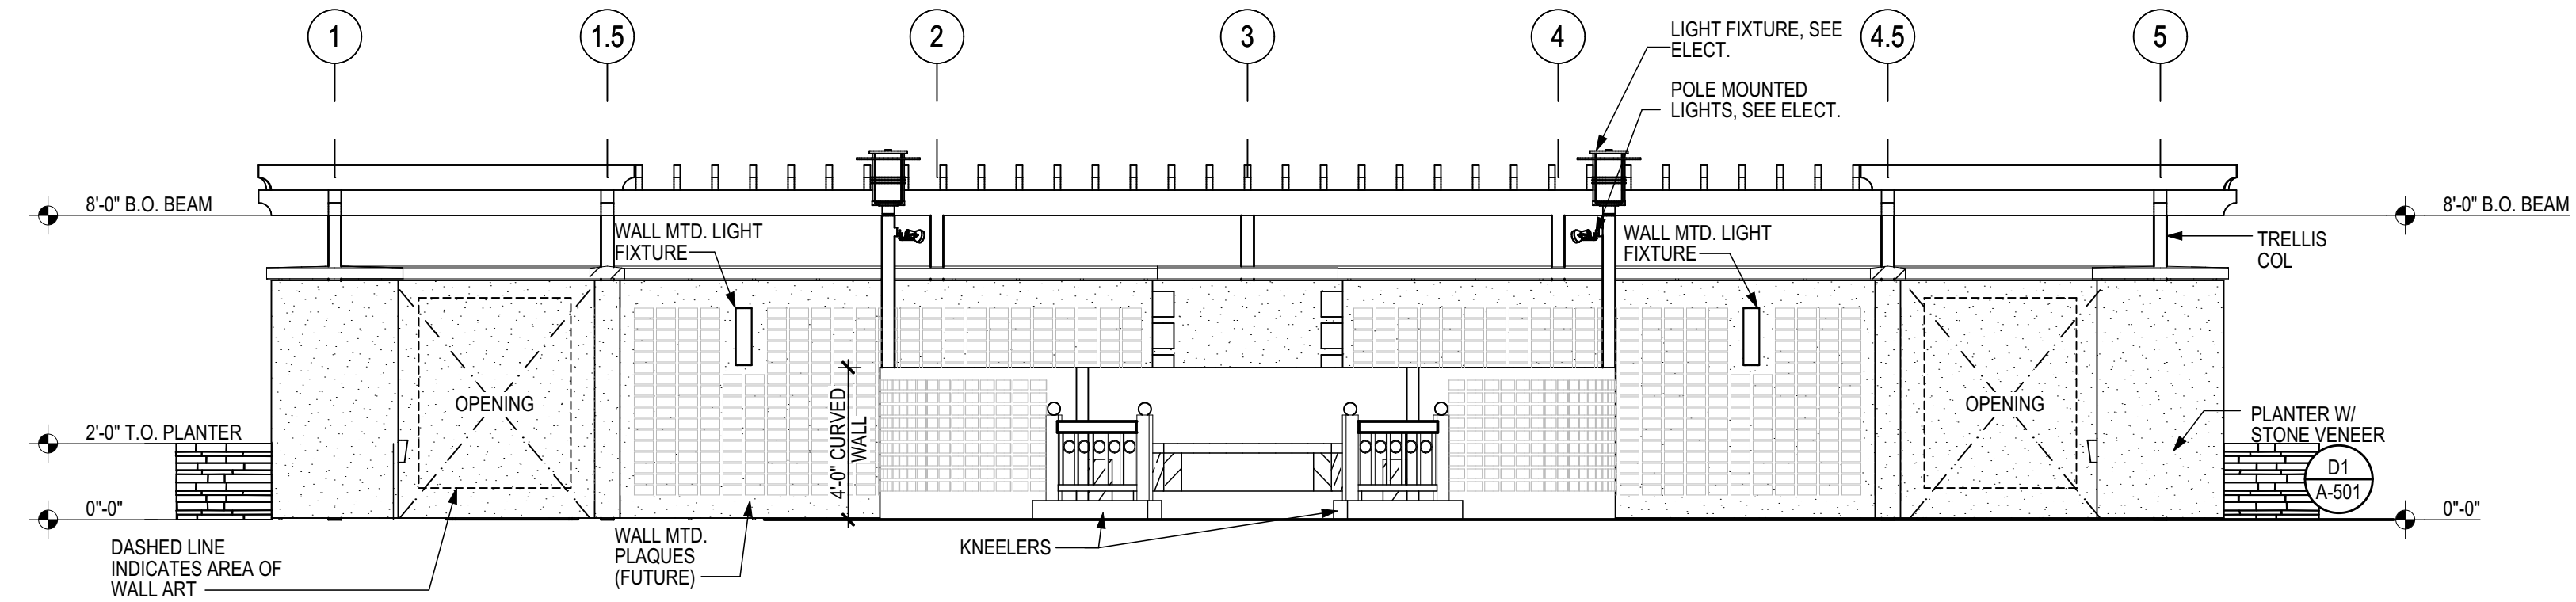 1
1.5
2
3
4
4.5
5
LIGHT FIXTURE, SEE
ELECT.
POLE MOUNTED
LIGHTS, SEE ELECT.
8'-0" B.O. BEAM
8'-0" B.O. BEAM
WALL MTD. LIGHT
FIXTURE
WALL MTD. LIGHT
FIXTURE
TRELLIS
COL
OPENING
OPENING
4'-0" CURVED
WALL
2'-0" T.O. PLANTER
PLANTER W/
STONE VENEER
D1
A-501
0"-0"
0"-0"
DASHED LINE
INDICATES AREA OF
WALL ART
WALL MTD.
PLAQUES
(FUTURE)
KNEELERS